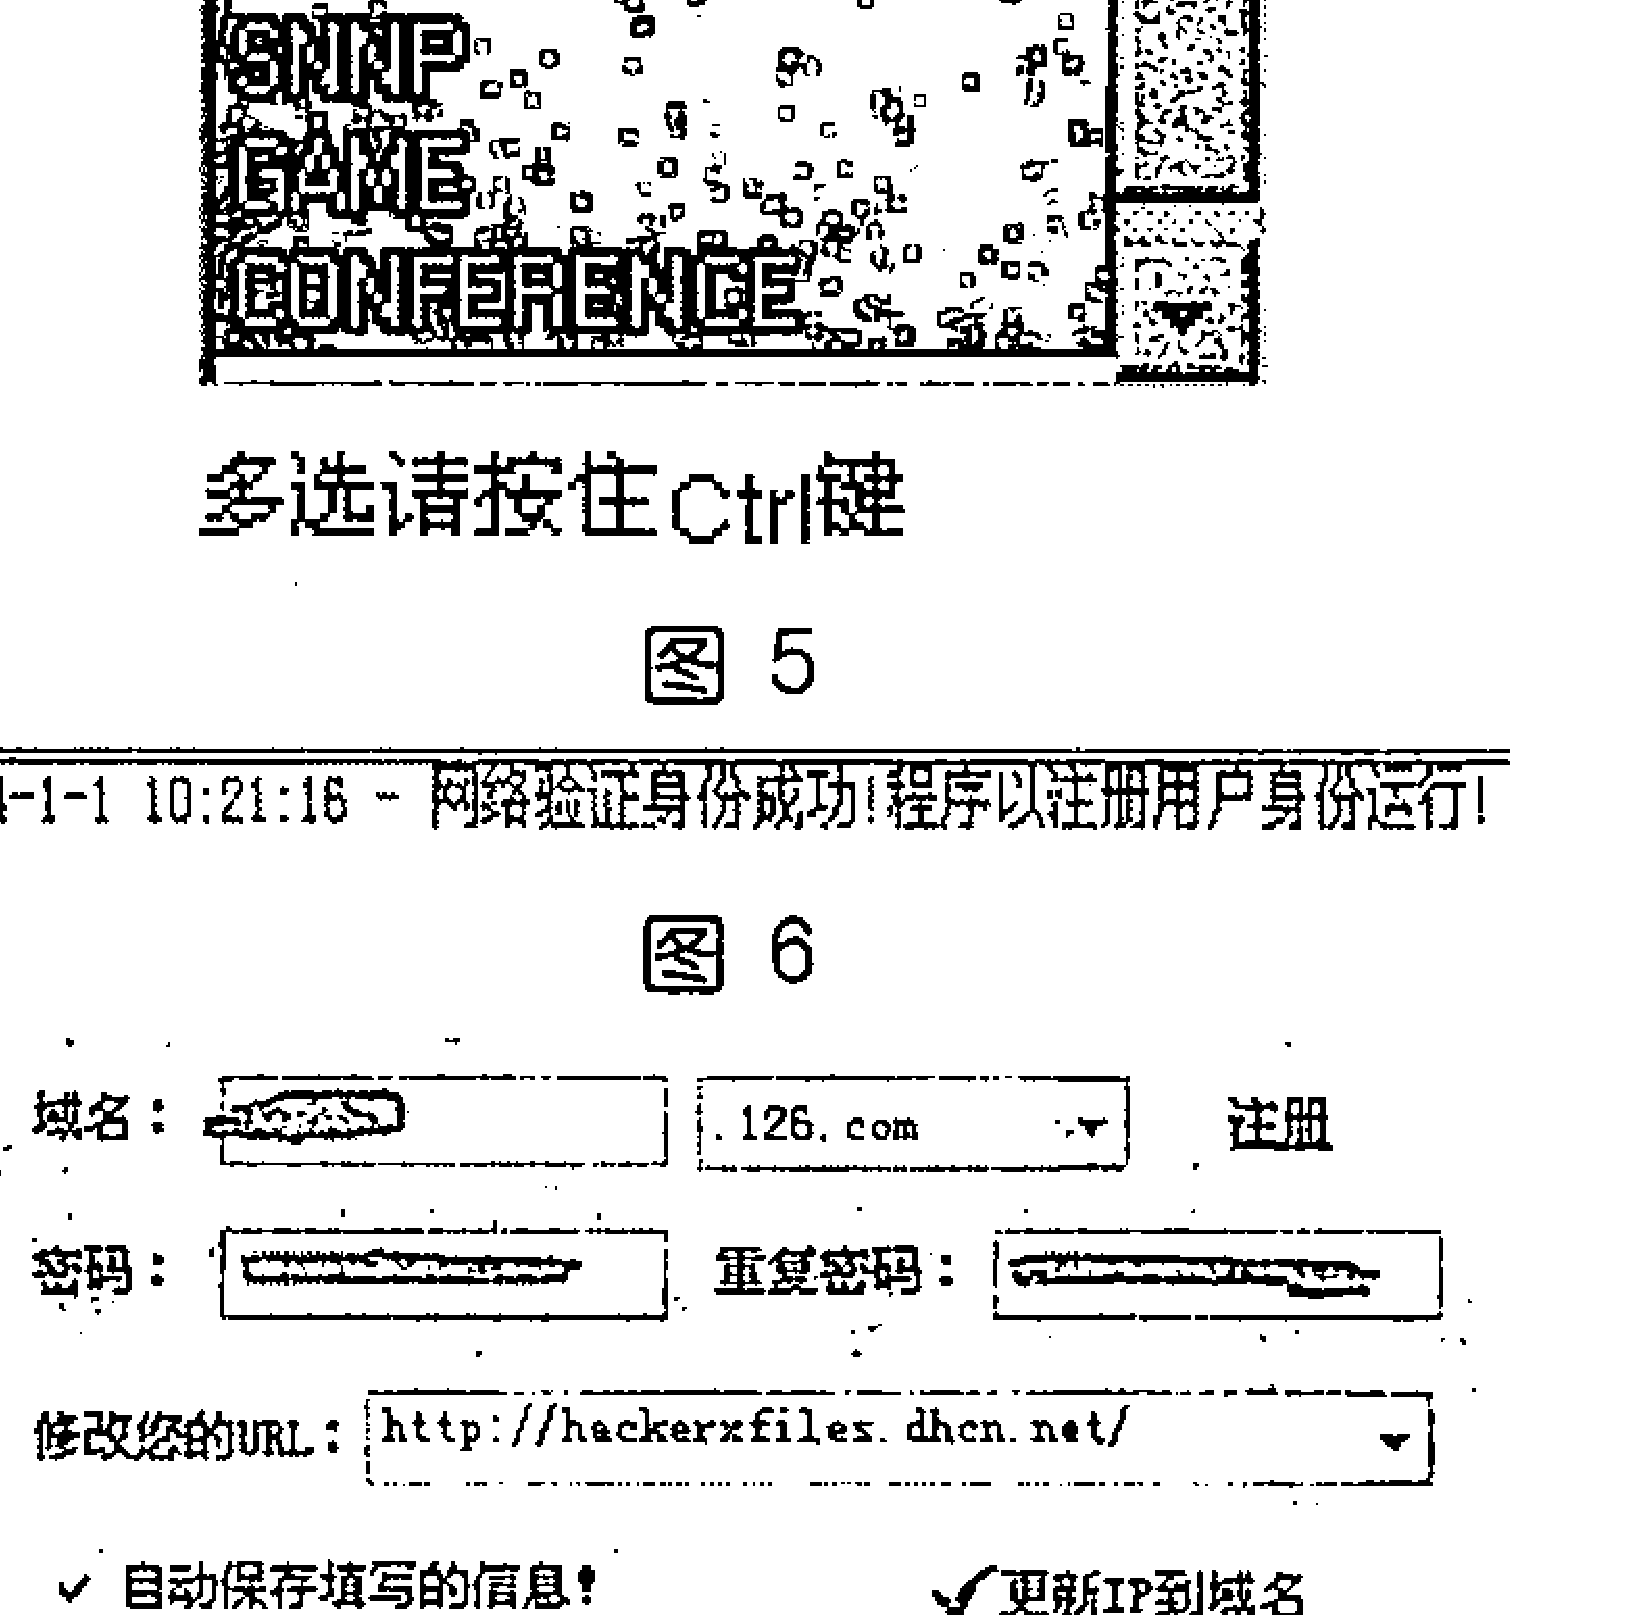 SNNP
GAME
CONFERENCE
多选请按住Ctrl键
图 5
-1-1 10:21:16 - 网络验证身份成功!程序以注册用户身份运行!
图 6
域名： .126.com 注册
密码： 重复密码：
修改您的URL： http://hackerxfiles.dhcn.net/
自动保存填写的信息! 更新IP到域名